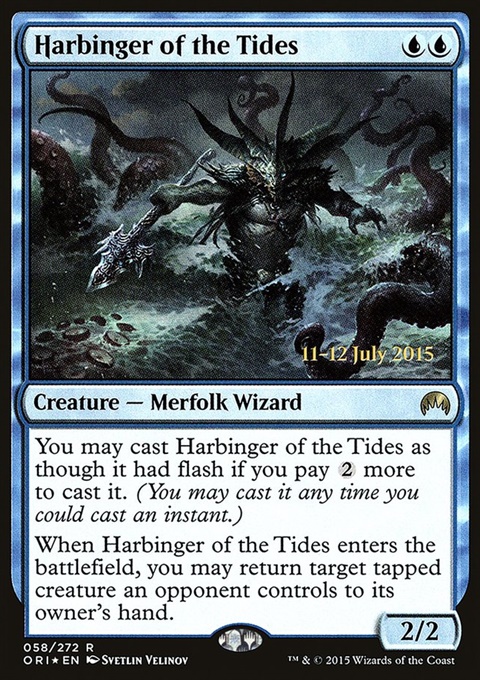 Harbinger of the Tides
11-12 July 2015
Creature — Merfolk Wizard
You may cast Harbinger of the Tides as
though it had flash if you pay 2 more
to cast it. (You may cast it any time you
could cast an instant.)
When Harbinger of the Tides enters the
battlefield, you may return target tapped
creature an opponent controls to its
owner's hand.
2/2
058/272 R
ORI★EN Svetlin Velinov
™ & © 2015 Wizards of the Coast